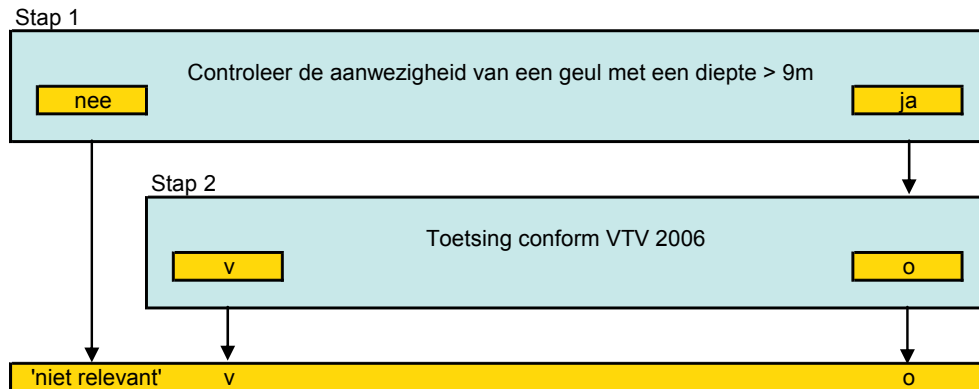 Stap 1
Controleer de aanwezigheid van een geul met een diepte > 9m
nee ja
Stap 2
Toetsing conform VTV 2006
v o
'niet relevant' v o